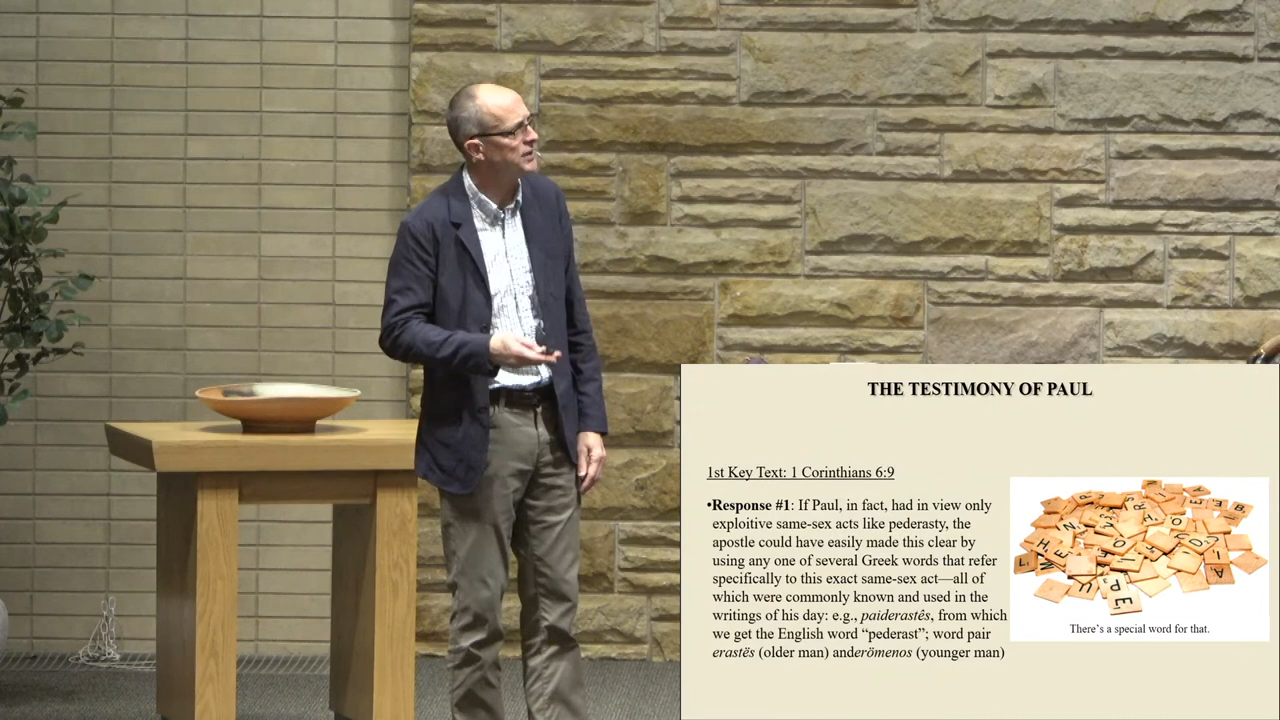 THE TESTIMONY OF PAUL
1st Key Text: 1 Corinthians 6:9
•Response #1: If Paul, in fact, had in view only
exploitive same-sex acts like pederasty, the
apostle could have easily made this clear by
using any one of several Greek words that refer
specifically to this exact same-sex act—all of
which were commonly known and used in the
writings of his day: e.g., paiderastês, from which
we get the English word “pederast”; word pair
erastës (older man) anderömenos (younger man)
There’s a special word for that.